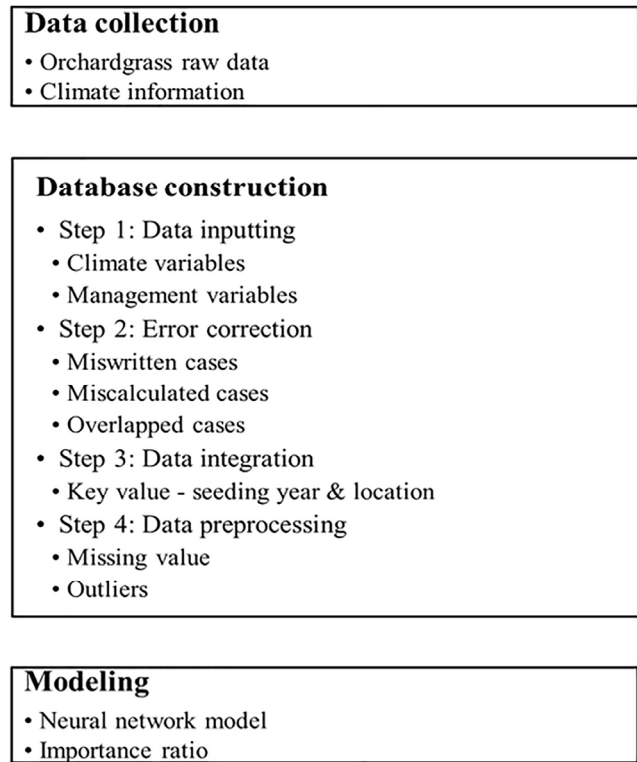 Data collection
• Orchardgrass raw data
• Climate information
Database construction
• Step 1: Data inputting
• Climate variables
• Management variables
• Step 2: Error correction
• Miswritten cases
• Miscalculated cases
• Overlapped cases
• Step 3: Data integration
• Key value - seeding year & location
• Step 4: Data preprocessing
• Missing value
• Outliers
Modeling
• Neural network model
• Importance ratio